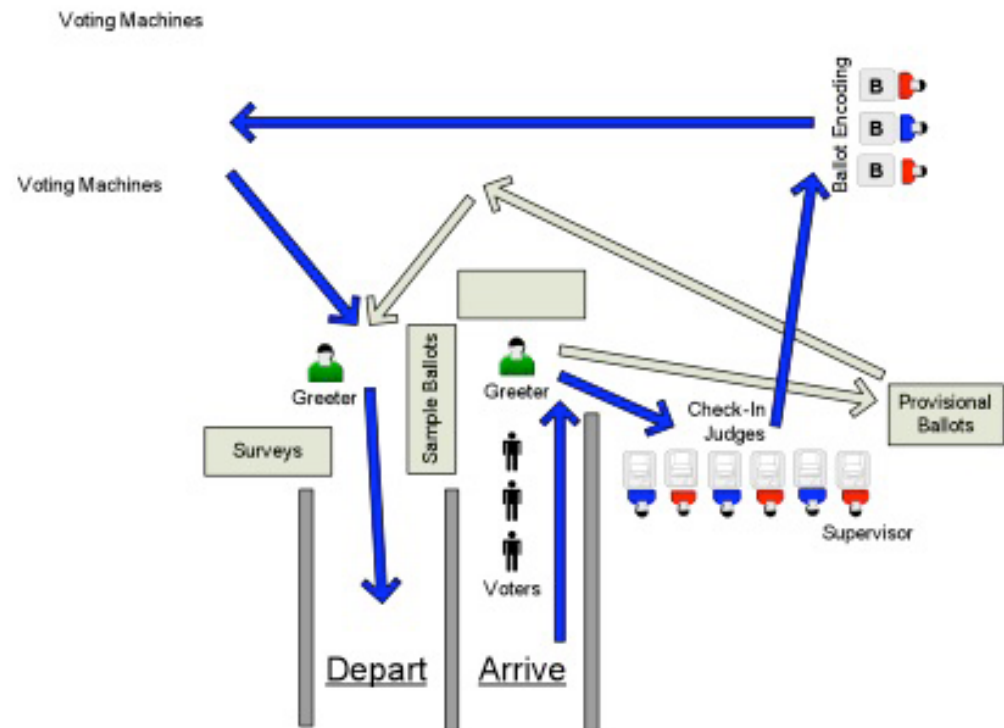 Voting Machines
Ballot Encoding
B
B
B
Voting Machines
Greeter
Sample Ballots
Greeter
Check-In
Judges
Provisional
Ballots
Surveys
Supervisor
Voters
Depart
Arrive